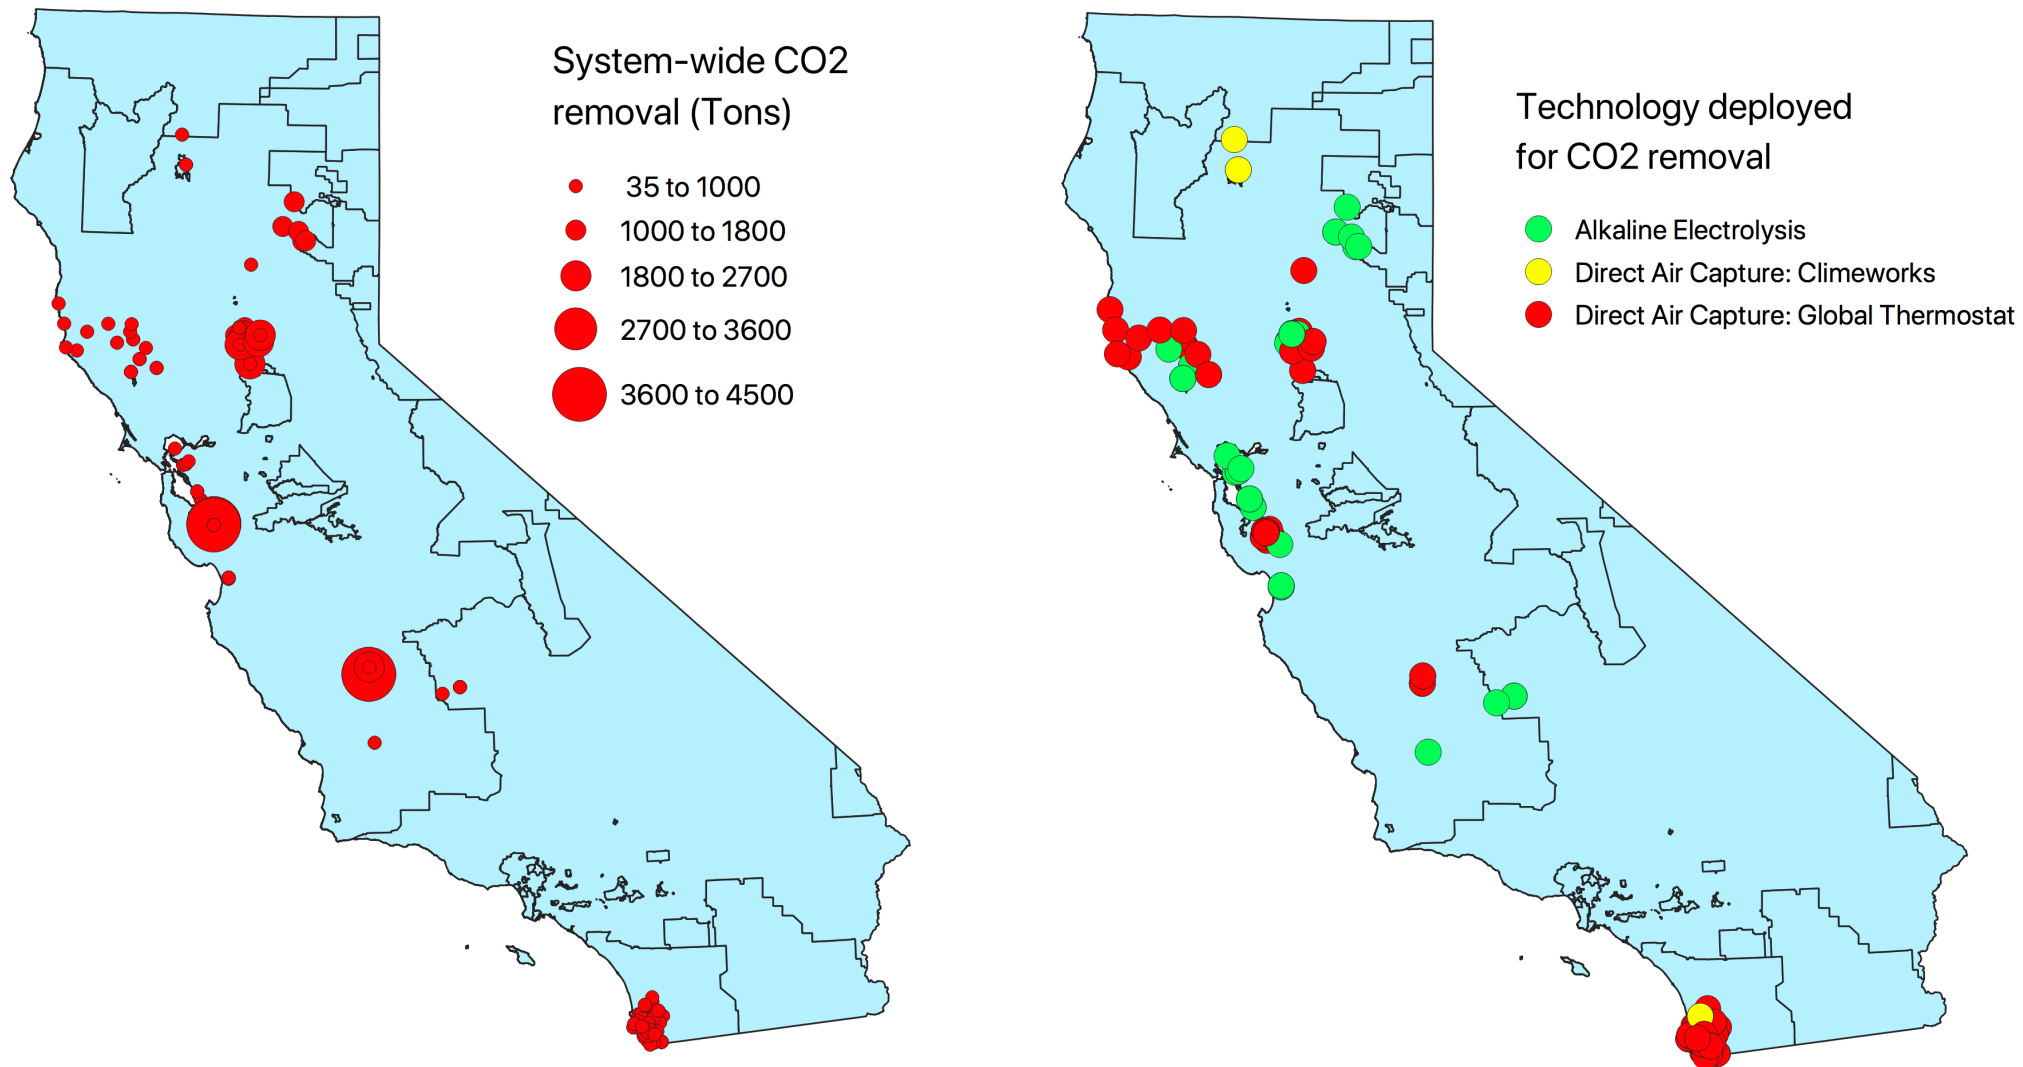 System-wide CO2
removal (Tons)
35 to 1000
1000 to 1800
1800 to 2700
2700 to 3600
3600 to 4500
Technology deployed
for CO2 removal
Alkaline Electrolysis
Direct Air Capture: Climeworks
Direct Air Capture: Global Thermostat